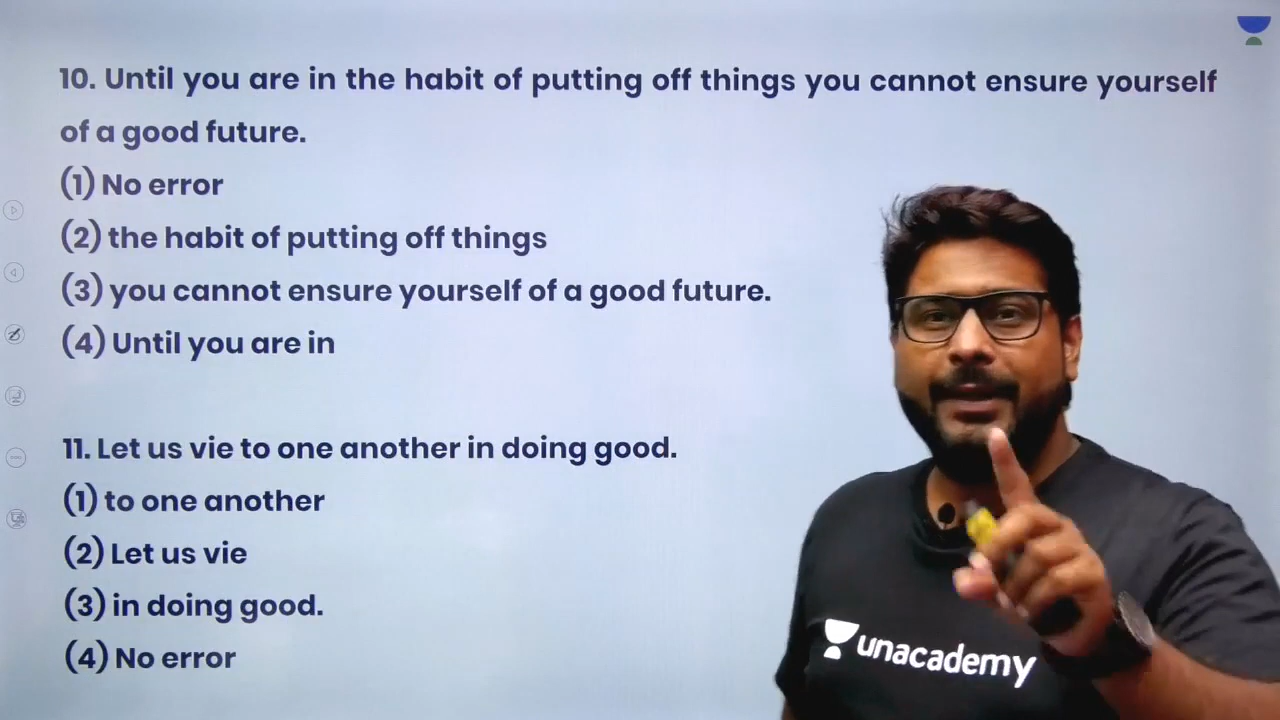 10. Until you are in the habit of putting off things you cannot ensure yourself
of a good future.
(1) No error
(2) the habit of putting off things
(3) you cannot ensure yourself of a good future.
(4) Until you are in
11. Let us vie to one another in doing good.
(1) to one another
(2) Let us vie
(3) in doing good.
(4) No error
unacademy